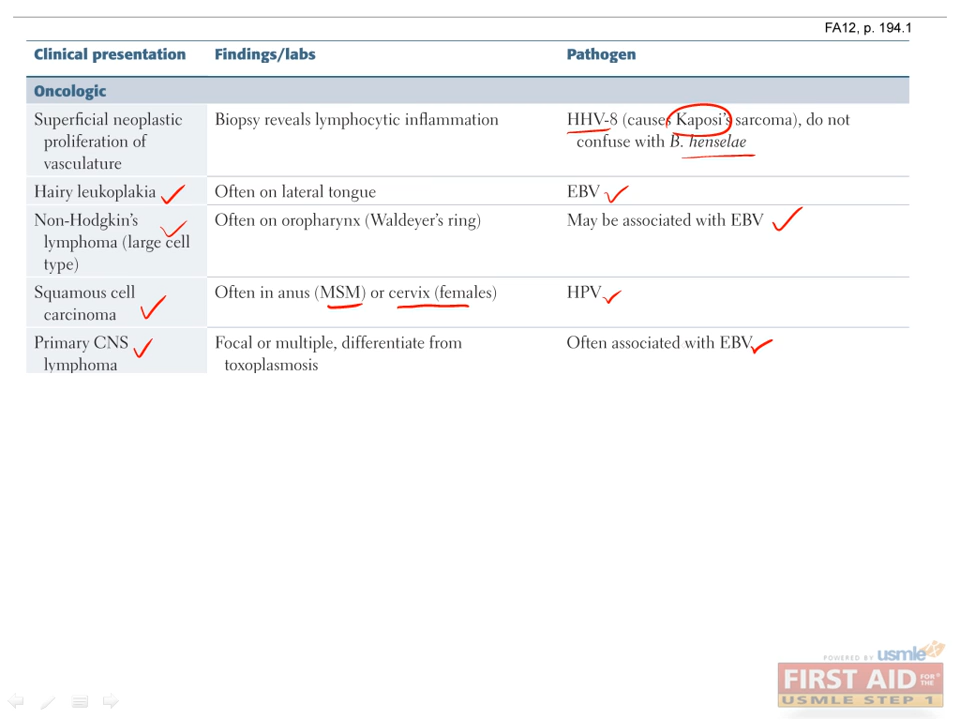 FA12, p. 194.1
Clinical presentation Findings/labs Pathogen
Oncologic
Superficial neoplastic Biopsy reveals lymphocytic inflammation HHV-8 (causes Kaposi's sarcoma), do not
proliferation of confuse with B. henselae
vasculature
Hairy leukoplakia Often on lateral tongue EBV
Non-Hodgkin's Often on oropharynx (Waldeyer's ring) May be associated with EBV
lymphoma (large cell
type)
Squamous cell Often in anus (MSM) or cervix (females) HPV
carcinoma
Primary CNS Focal or multiple, differentiate from Often associated with EBV
lymphoma toxoplasmosis
POWERED BY usmle
FIRST AID FOR THE
USMLE STEP 1